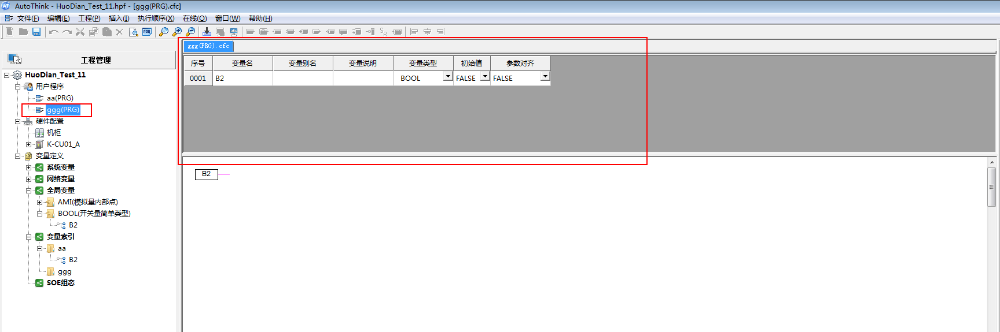 AutoThink - HuoDian_Test_11.hpf - [ggg(PRG).cfc]
文件(F) 编辑(E) 工程(P) 插入(I) 执行顺序(X) 在线(O) 窗口(W) 帮助(H)
工程管理
HuoDian_Test_11
用户程序
aa(PRG)
ggg(PRG)
硬件配置
机柜
K-CU01_A
变量定义
系统变量
网络变量
全局变量
AMI(模拟量内部点)
BOOL(开关量简单类型)
B2
变量索引
aa
B2
ggg
SOE组态
ggg(PRG).cfc
序号 变量名 变量别名 变量说明 变量类型 初始值 参数对齐
0001 B2 BOOL FALSE FALSE
B2